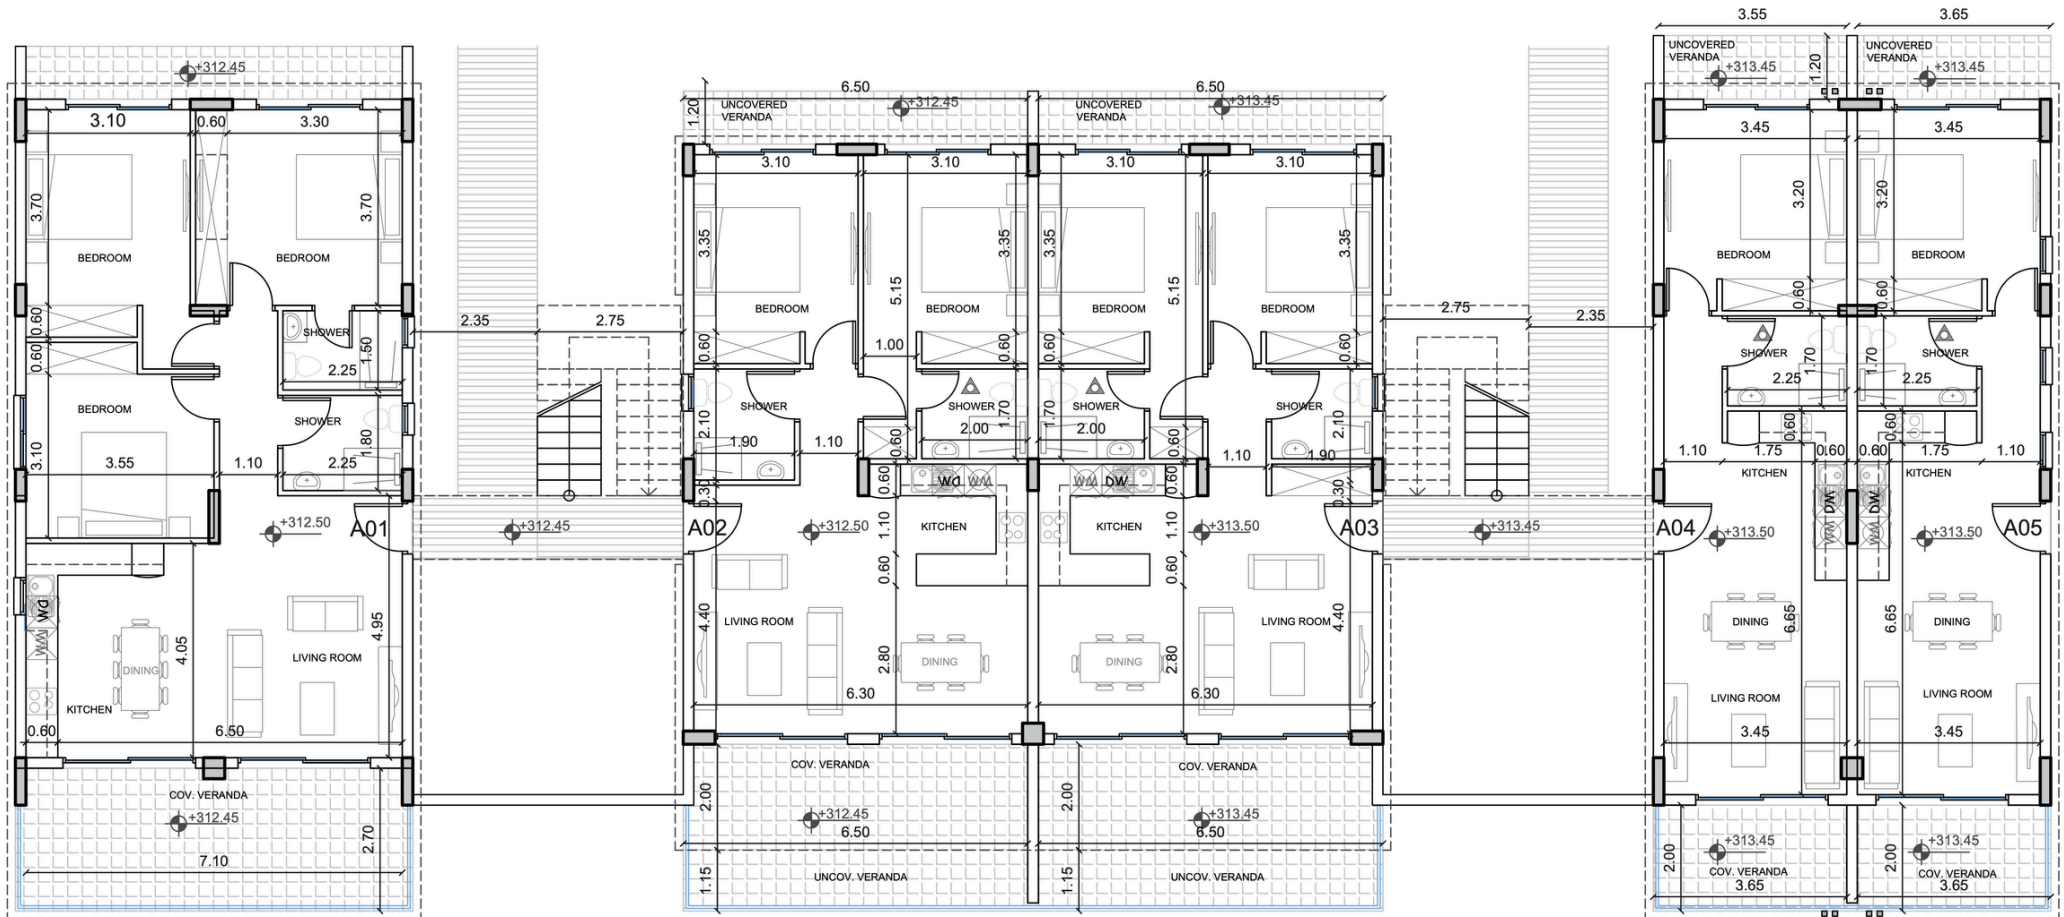 3.55
3.65
UNCOVERED
VERANDA
+313.45
1.20
UNCOVERED
VERANDA
+313.45
+312.45
6.50
6.50
1.20
UNCOVERED
VERANDA
+312.45
UNCOVERED
VERANDA
+313.45
3.10
0.60
3.30
3.10
3.10
3.10
3.10
3.45
3.45
3.70
3.70
3.35
3.35
3.35
3.35
3.20
3.20
BEDROOM
BEDROOM
BEDROOM
BEDROOM
BEDROOM
BEDROOM
BEDROOM
BEDROOM
5.15
5.15
0.60
0.60
0.60
0.60
SHOWER
1.50
2.25
2.35
2.75
2.75
2.35
0.60
0.60
1.00
0.60
0.60
SHOWER
1.70
2.25
SHOWER
1.70
2.25
BEDROOM
3.10
3.55
1.10
SHOWER
1.80
2.25
SHOWER
2.10
1.90
1.10
0.60
SHOWER
1.70
2.00
SHOWER
1.70
2.00
0.60
SHOWER
2.10
1.10
1.90
0.60
0.60
1.10
1.75
0.60
0.60
1.75
1.10
KITCHEN
KITCHEN
0.30
0.60
DW
WM
WM
DW
0.60
0.30
DW
WM
DW
WM
+312.50
A01
+312.45
A02
+312.50
KITCHEN
1.10
KITCHEN
1.10
+313.50
A03
+313.45
A04
+313.50
+313.50
A05
0.60
0.60
DW
WM
4.05
4.95
4.40
LIVING ROOM
LIVING ROOM
4.40
DINING
6.65
6.65
DINING
DINING
LIVING ROOM
2.80
DINING
DINING
2.80
6.30
6.30
LIVING ROOM
LIVING ROOM
KITCHEN
0.60
6.50
3.45
3.45
COV. VERANDA
+312.45
2.70
7.10
COV. VERANDA
COV. VERANDA
2.00
2.00
+312.45
6.50
+313.45
6.50
1.15
UNCOV. VERANDA
1.15
UNCOV. VERANDA
2.00
+313.45
COV. VERANDA
3.65
2.00
+313.45
COV. VERANDA
3.65